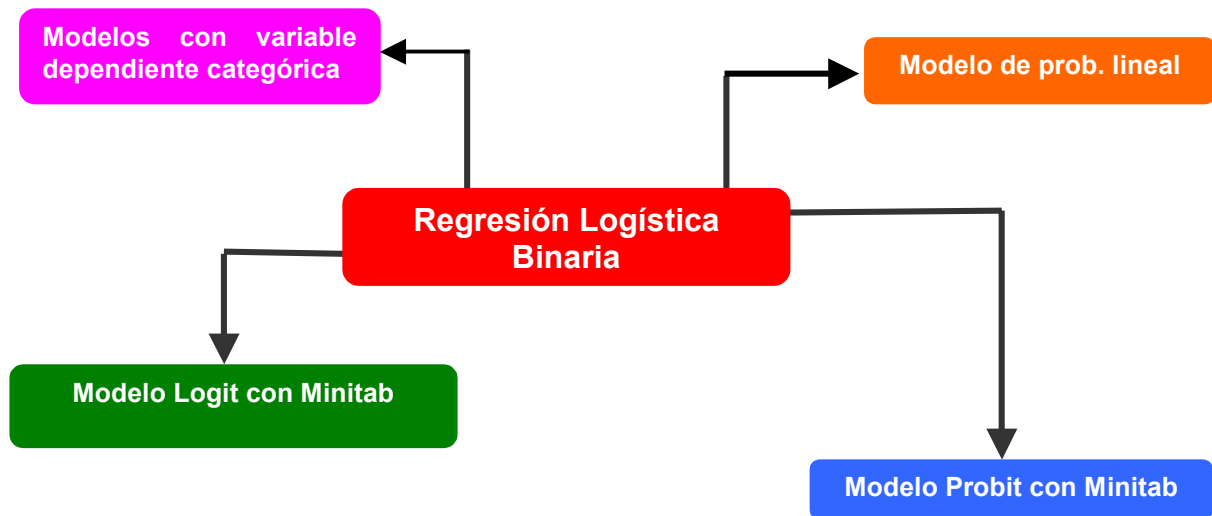 Modelos con variable
dependiente categórica
Modelo de prob. lineal
Regresión Logística
Binaria
Modelo Logit con Minitab
Modelo Probit con Minitab